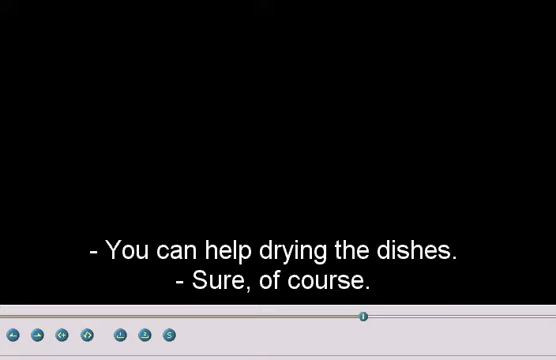 - You can help drying the dishes.
- Sure, of course.